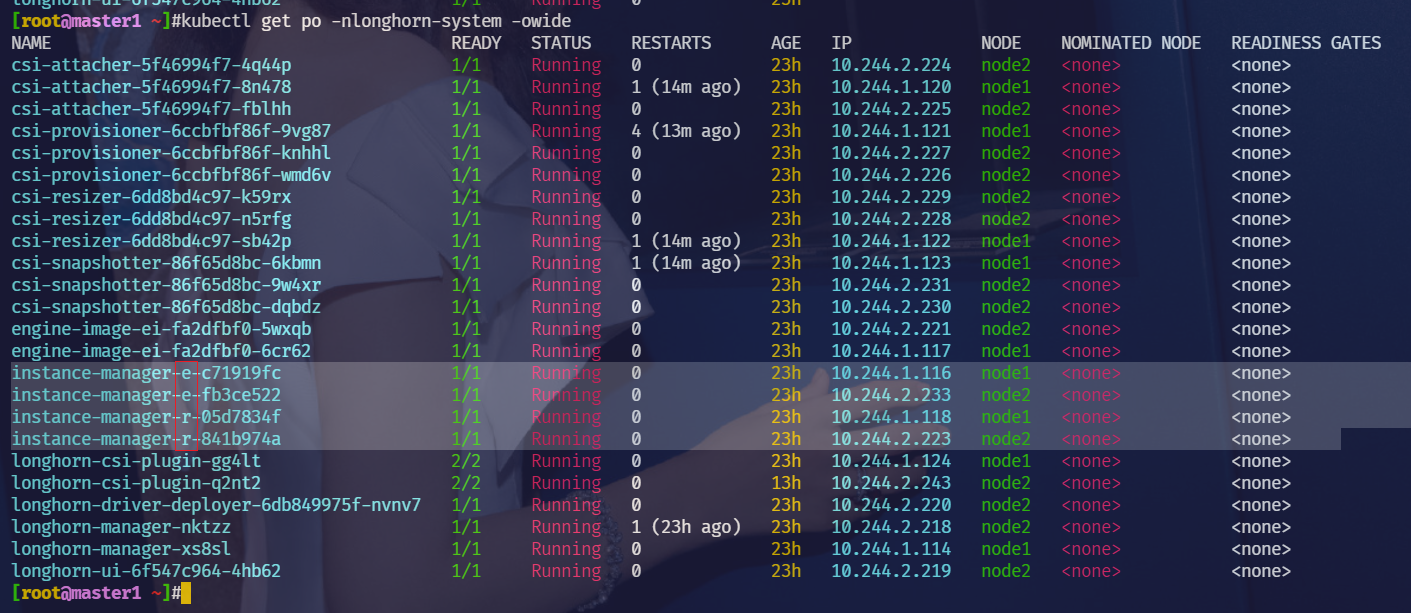 [root@master1 ~]#kubectl get po -nlonghorn-system -owide
NAME READY STATUS RESTARTS AGE IP NODE NOMINATED NODE READINESS GATES
csi-attacher-5f46994f7-4q44p 1/1 Running 0 23h 10.244.2.224 node2 <none> <none>
csi-attacher-5f46994f7-8n478 1/1 Running 1 (14m ago) 23h 10.244.1.120 node1 <none> <none>
csi-attacher-5f46994f7-fblhh 1/1 Running 0 23h 10.244.2.225 node2 <none> <none>
csi-provisioner-6ccbfbf86f-9vg87 1/1 Running 4 (13m ago) 23h 10.244.1.121 node1 <none> <none>
csi-provisioner-6ccbfbf86f-knhhl 1/1 Running 0 23h 10.244.2.227 node2 <none> <none>
csi-provisioner-6ccbfbf86f-wmd6v 1/1 Running 0 23h 10.244.2.226 node2 <none> <none>
csi-resizer-6dd8bd4c97-k59rx 1/1 Running 0 23h 10.244.2.229 node2 <none> <none>
csi-resizer-6dd8bd4c97-n5rfg 1/1 Running 0 23h 10.244.2.228 node2 <none> <none>
csi-resizer-6dd8bd4c97-sb42p 1/1 Running 1 (14m ago) 23h 10.244.1.122 node1 <none> <none>
csi-snapshotter-86f65d8bc-6kbmn 1/1 Running 1 (14m ago) 23h 10.244.1.123 node1 <none> <none>
csi-snapshotter-86f65d8bc-9w4xr 1/1 Running 0 23h 10.244.2.231 node2 <none> <none>
csi-snapshotter-86f65d8bc-dqbdz 1/1 Running 0 23h 10.244.2.230 node2 <none> <none>
engine-image-ei-fa2dfbf0-5wxqb 1/1 Running 0 23h 10.244.2.221 node2 <none> <none>
engine-image-ei-fa2dfbf0-6cr62 1/1 Running 0 23h 10.244.1.117 node1 <none> <none>
instance-manager-e-c71919fc 1/1 Running 0 23h 10.244.1.116 node1 <none> <none>
instance-manager-e-fb3ce522 1/1 Running 0 23h 10.244.2.233 node2 <none> <none>
instance-manager-r-05d7834f 1/1 Running 0 23h 10.244.1.118 node1 <none> <none>
instance-manager-r-841b974a 1/1 Running 0 23h 10.244.2.223 node2 <none> <none>
longhorn-csi-plugin-gg4lt 2/2 Running 0 23h 10.244.1.124 node1 <none> <none>
longhorn-csi-plugin-q2nt2 2/2 Running 0 13h 10.244.2.243 node2 <none> <none>
longhorn-driver-deployer-6db849975f-nvnv7 1/1 Running 0 23h 10.244.2.220 node2 <none> <none>
longhorn-manager-nktzz 1/1 Running 1 (23h ago) 23h 10.244.2.218 node2 <none> <none>
longhorn-manager-xs8sl 1/1 Running 0 23h 10.244.1.114 node1 <none> <none>
longhorn-ui-6f547c964-4hb62 1/1 Running 0 23h 10.244.2.219 node2 <none> <none>
[root@master1 ~]#